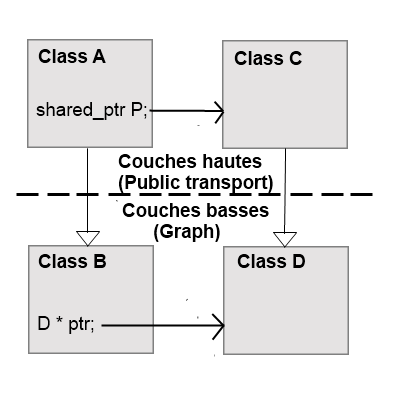 Class A
Class C
shared_ptr P;
Couches hautes
(Public transport)
Couches basses
(Graph)
Class B
Class D
D * ptr;